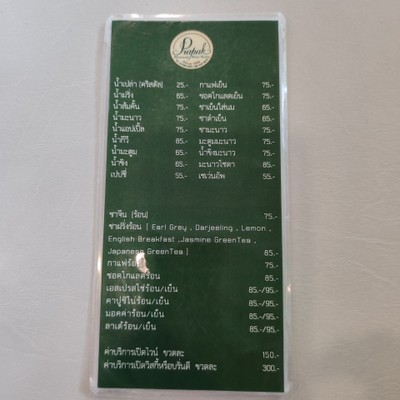 Prapak
น้ำเปล่า (คริสตัล) 25.- กาแฟเย็น 75.-
น้ำมะริ่ง 65.- ชอคโกแลตเย็น 75.-
น้ำส้มคั้น 75.- ชาเย็นใส่นม 65.-
น้ำมะนาว 75.- ชาดำเย็น 65.-
น้ำแอปเปิ้ล 75.- ชามะนาว 75.-
น้ำกีวี 85.- มะตูมมะนาว 75.-
น้ำมะตูม 65.- น้ำขิงมะนาว 75.-
น้ำขิง 65.- มะนาวโซดา 85.-
เปปซี่ 55.- เซเว่นอัพ 55.-
ชาจีน (ร้อน) 75.-
ชาฝรั่งร้อน ( Earl Grey , Darjeeling , Lemon ,
English Breakfast ,Jasmine GreenTea ,
Japanese GreenTea ) 85.-
กาแฟร้อน 75.-
ชอคโกแลตร้อน 85.-
เอสเปรสโซ่ร้อน/เย็น 85.-/95.-
คาปูชิโน่ร้อน/เย็น 85.-/95.-
มอคค่าร้อน/เย็น 85.-/95.-
ลาเต้ร้อน/เย็น 85.-/95.-
ค่าบริการเปิดไวน์ ขวดละ 150.-
ค่าบริการเปิดวิสกี้หรือบรั่นดี ขวดละ 300.-